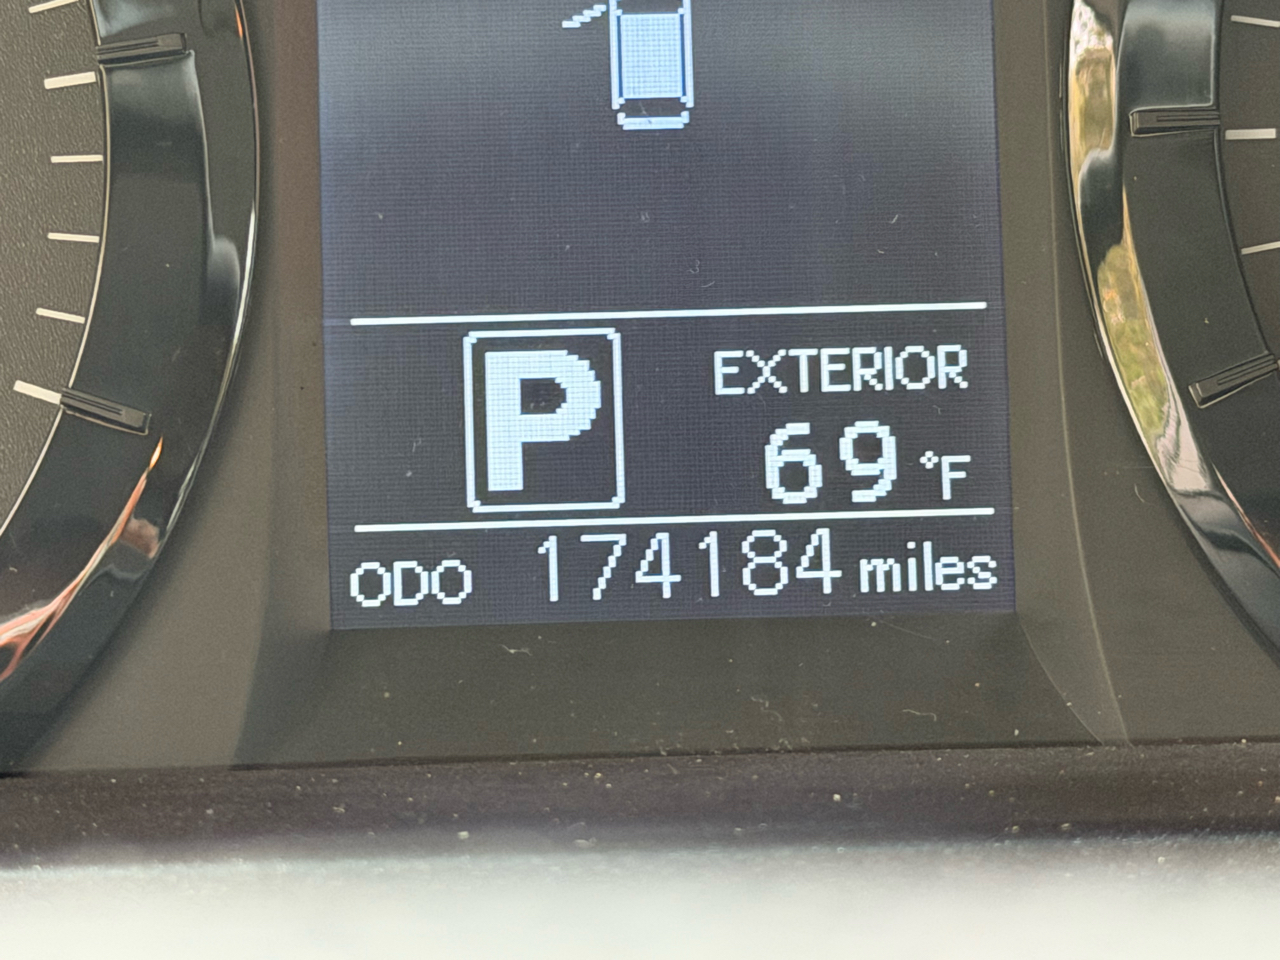 P
EXTERIOR
69 °F
ODO 174184 miles